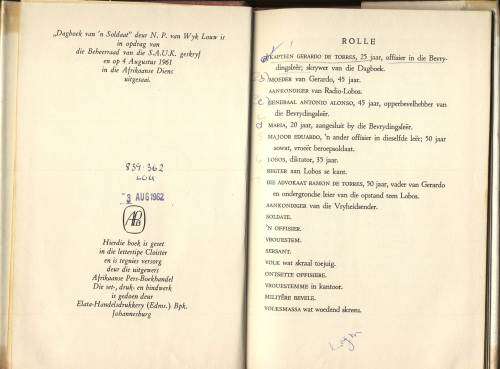 „Dagboek van 'n Soldaat” deur N. P. van Wyk Louw is
in opdrag van
die Beheerraad van die S.A.U.K. geskryf
en op 4 Augustus 1961
in die Afrikaanse Diens
uitgesaai.
839.362
LOU
3 AUG 1962
APB
Hierdie boek is geset
in die lettertipe Cloister
en is tegnies versorg
deur die uitgewers
Afrikaanse Pers-Boekhandel
Die set-, druk- en bindwerk
is gedoen deur
Elata-Handelsdrukkery (Edms.) Bpk.
Johannesburg
ROLLE
KAPTEIN GERARDO DE TORRES, 25 jaar, offisier in die Bevry-
dingsleër; skrywer van die Dagboek.
b MOEDER van Gerardo, 45 jaar.
AANKONDIGER van Radio-Lobos.
c GENERAAL ANTONIO ALONSO, 45 jaar, opperbevelhebber van
die Bevrydingsleër.
d MARIA, 20 jaar, aangesluit by die Bevrydingsleër.
MAJOOR EDUARDO, 'n ander offisier in dieselfde leër; 50 jaar
sowat, vroeër beroepsoldaat.
LOBOS, diktator, 35 jaar.
REGTER aan Lobos se kant.
DIE ADVOKAAT RAMON DE TORRES, 50 jaar, vader van Gerardo
en ondergrondse leier van die opstand teen Lobos.
AANKONDIGER van die Vryheidsender.
SOLDATE.
'N OFFISIER.
VROUESTEM.
SERSANT.
VOLK wat skraal toejuig.
ONTSETTE OFFISIERE.
VROUESTEMME in kantoor.
MILITÊRE BEVELE.
VOLKSMASSA wat woedend skreeu.